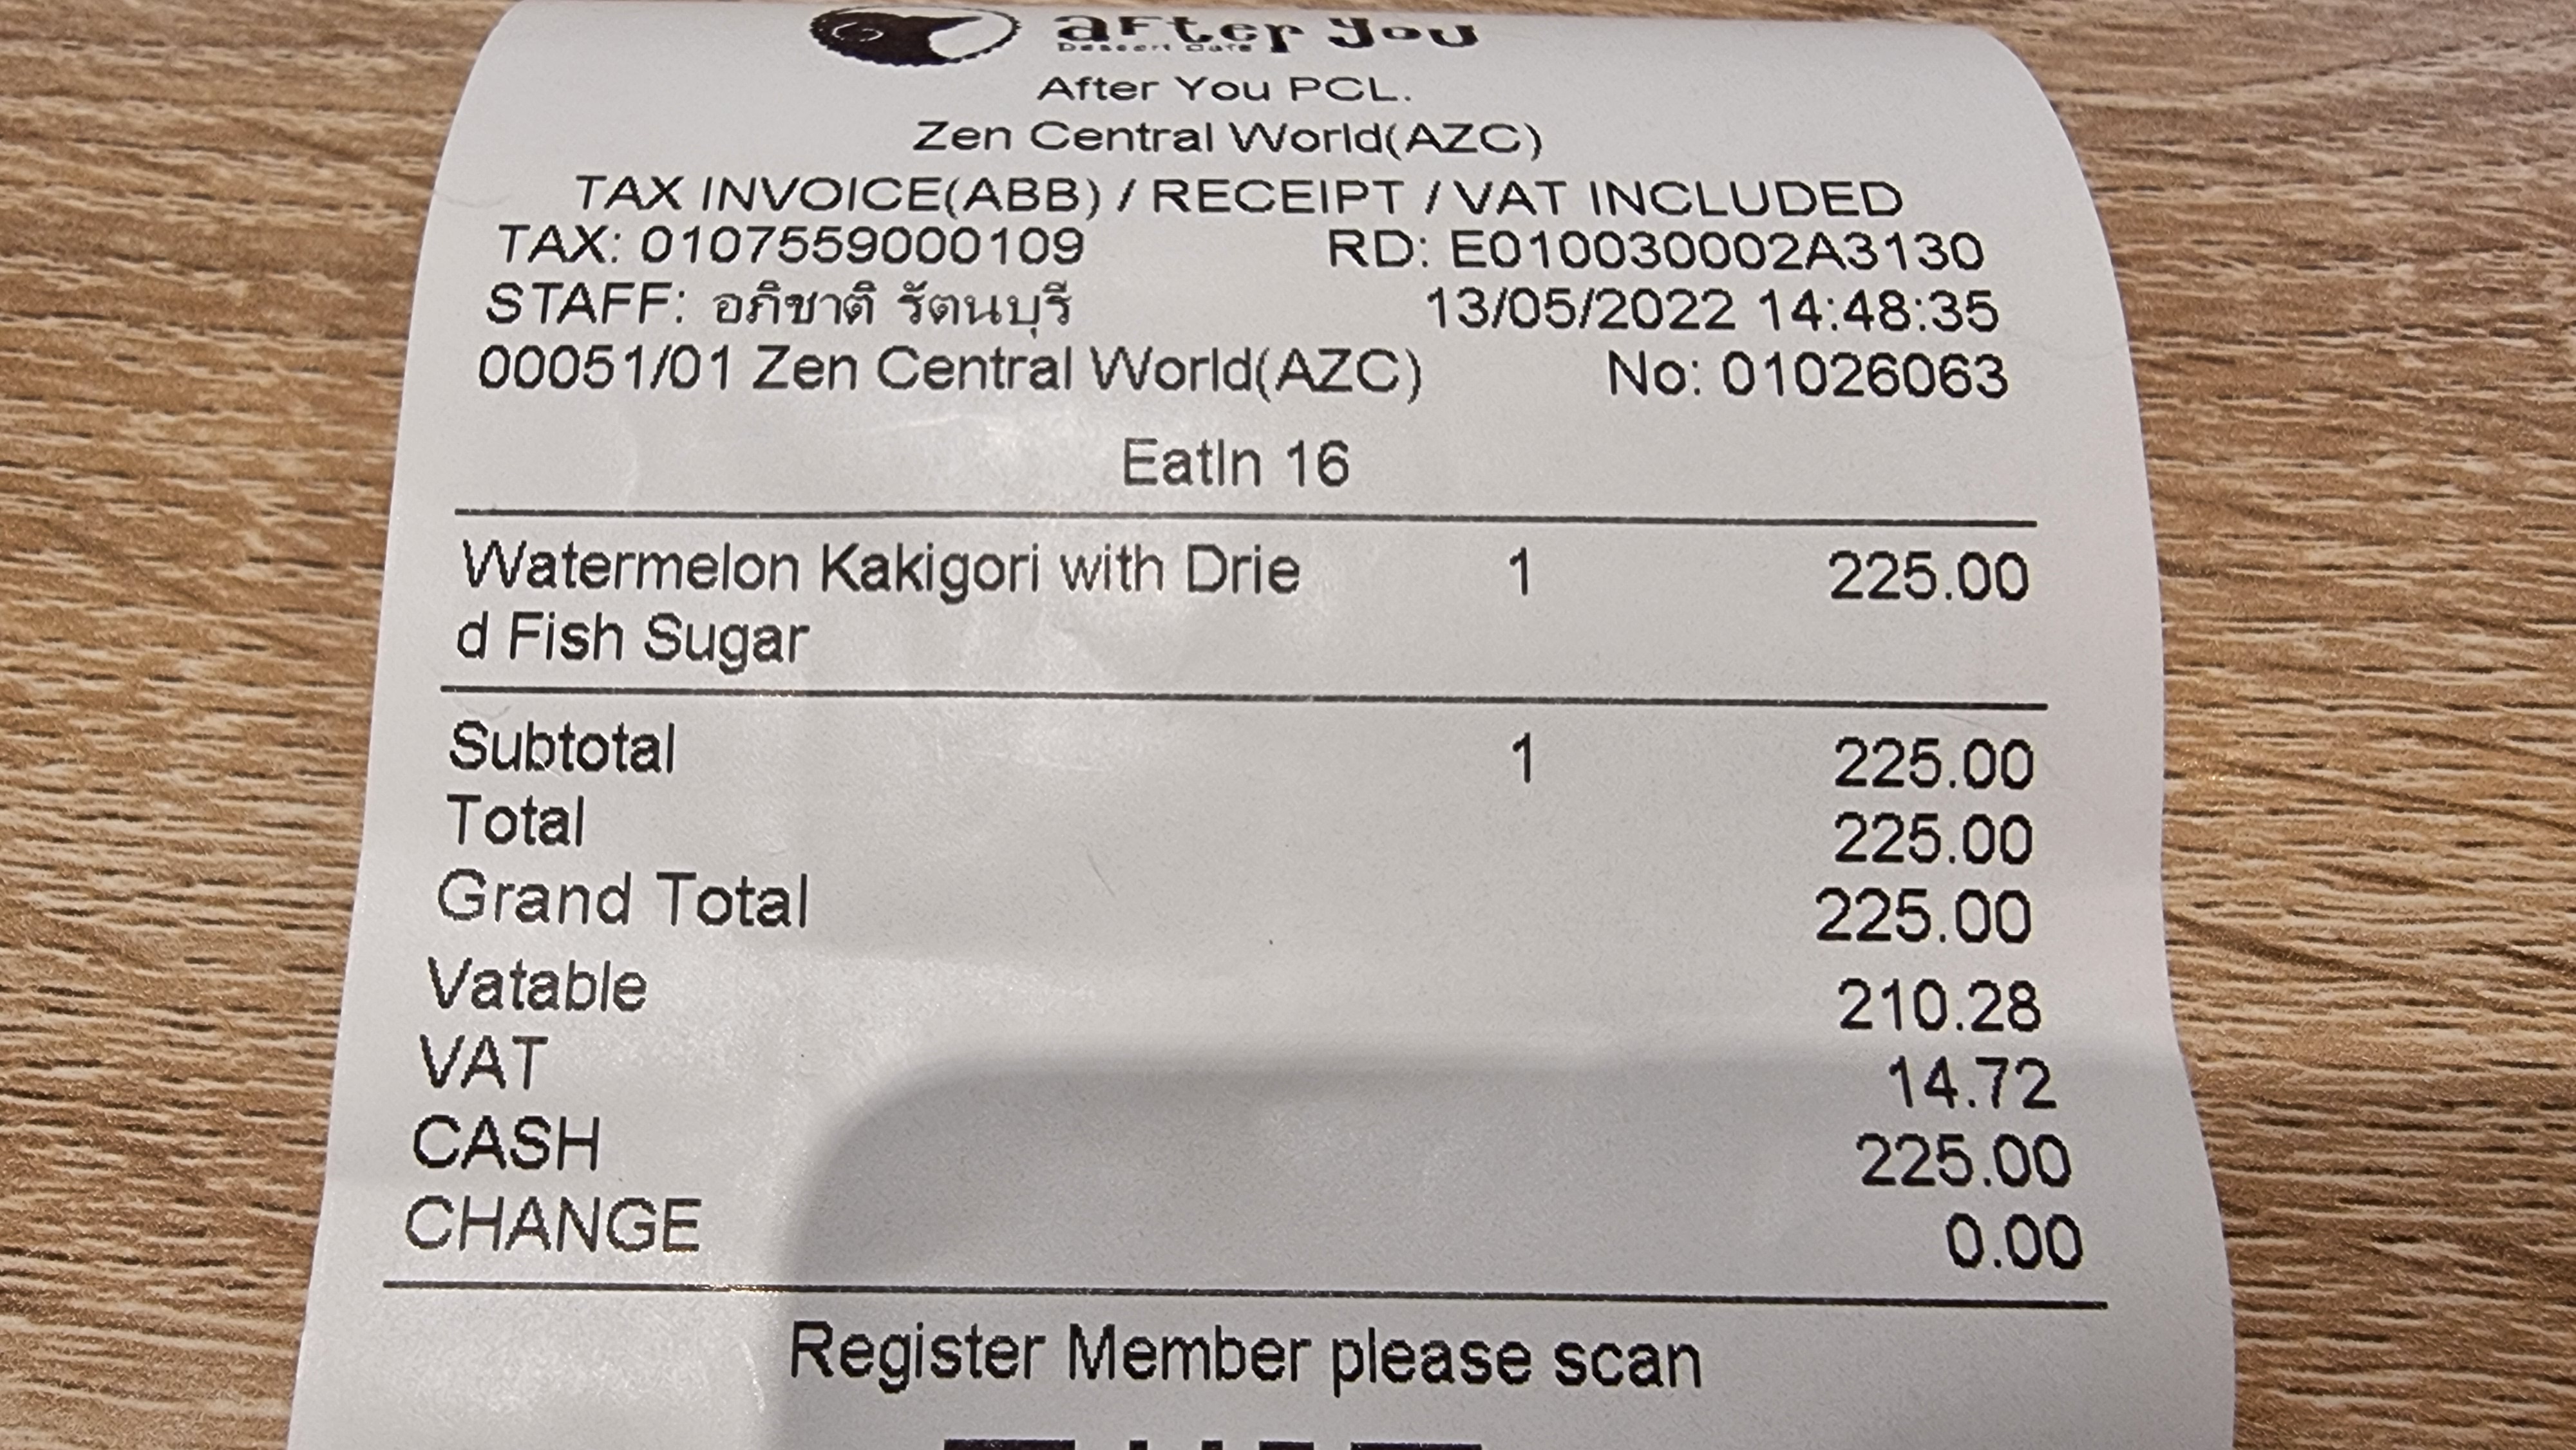 after you
Dessert Cafe
After You PCL.
Zen Central World(AZC)
TAX INVOICE(ABB) / RECEIPT / VAT INCLUDED
TAX: 0107559000109 RD: E010030002A3130
STAFF: อภิชาติ รัตนบุรี 13/05/2022 14:48:35
00051/01 Zen Central World(AZC) No: 01026063
EatIn 16
Watermelon Kakigori with Drie 1 225.00
d Fish Sugar
Subtotal 1 225.00
Total 225.00
Grand Total 225.00
Vatable 210.28
VAT 14.72
CASH 225.00
CHANGE 0.00
Register Member please scan